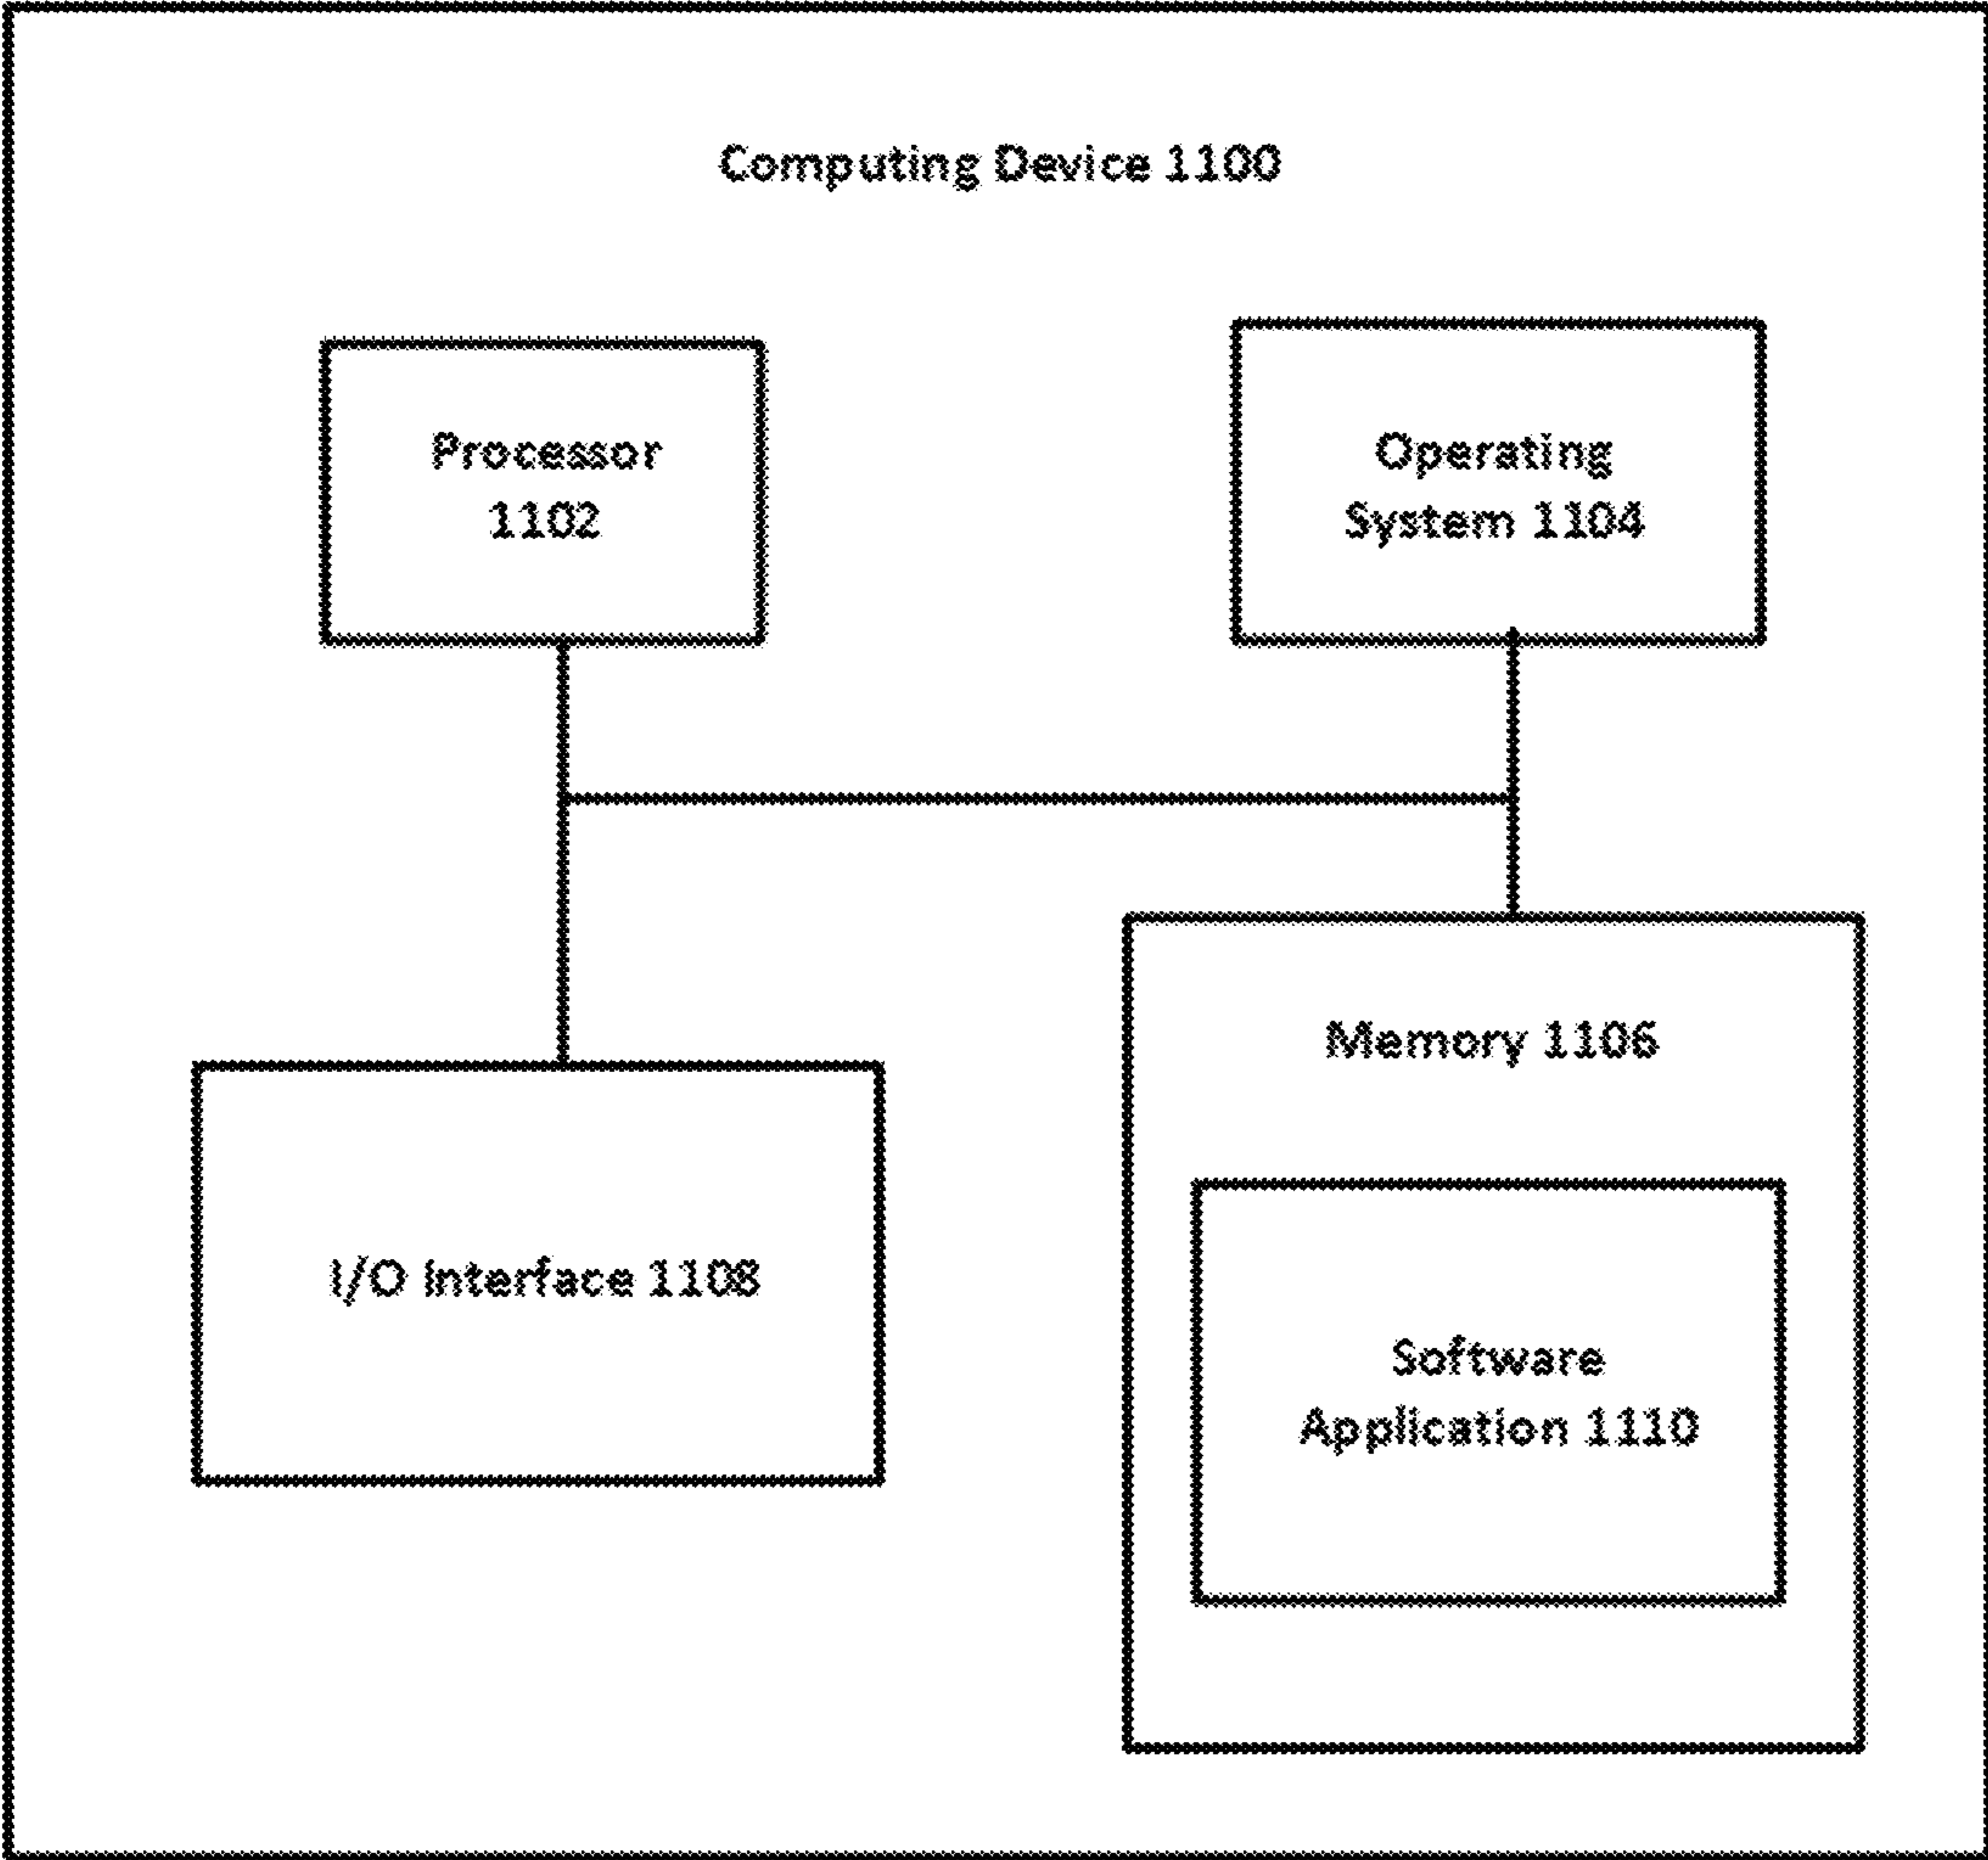 Computing Device 1100
Processor
1102
Operating
System 1104
Memory 1106
I/O Interface 1108
Software
Application 1110